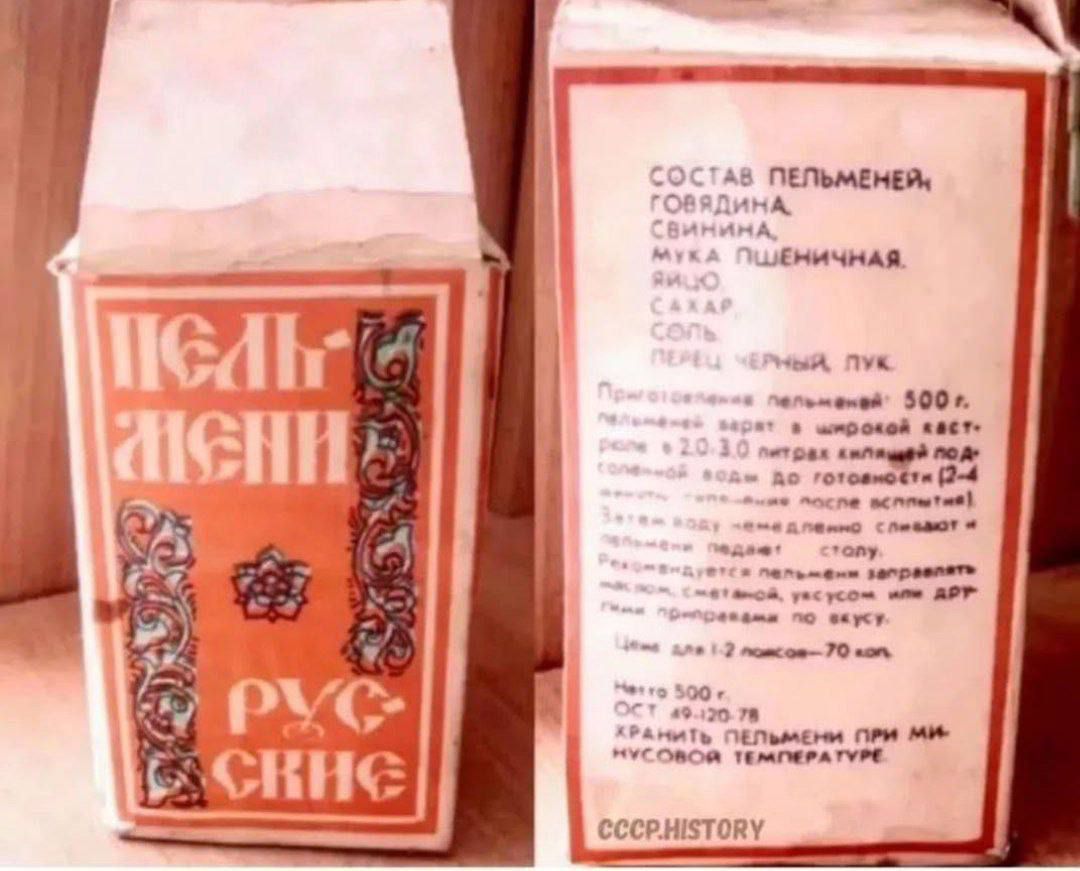 ПЕЛЬ-
МЕНИ
РУС-
СКИЕ
СОСТАВ ПЕЛЬМЕНЕЙ:
ГОВЯДИНА,
СВИНИНА,
МУКА ПШЕНИЧНАЯ.
ЯЙЦО,
САХАР,
СОЛЬ,
ПЕРЕЦ ЧЕРНЫЙ, ЛУК.
Приготовление пельменей: 500 г.
пельменей варят в широкой каст-
рюле в 2,0-3,0 литрах кипящей под-
соленной воды до готовности (2-4
минуты после всплытия).
Затем воду немедленно сливают и
пельмени подают столу.
Рекомендуется пельмени заправлять
маслом, сметаной, уксусом или дру-
гими приправами по вкусу.
Цена для 1-2 поясов—70 коп.
Нетто 500 г.
ОСТ 49-120-78
ХРАНИТЬ ПЕЛЬМЕНИ ПРИ МИ-
НУСОВОЙ ТЕМПЕРАТУРЕ.
CCCP.HISTORY